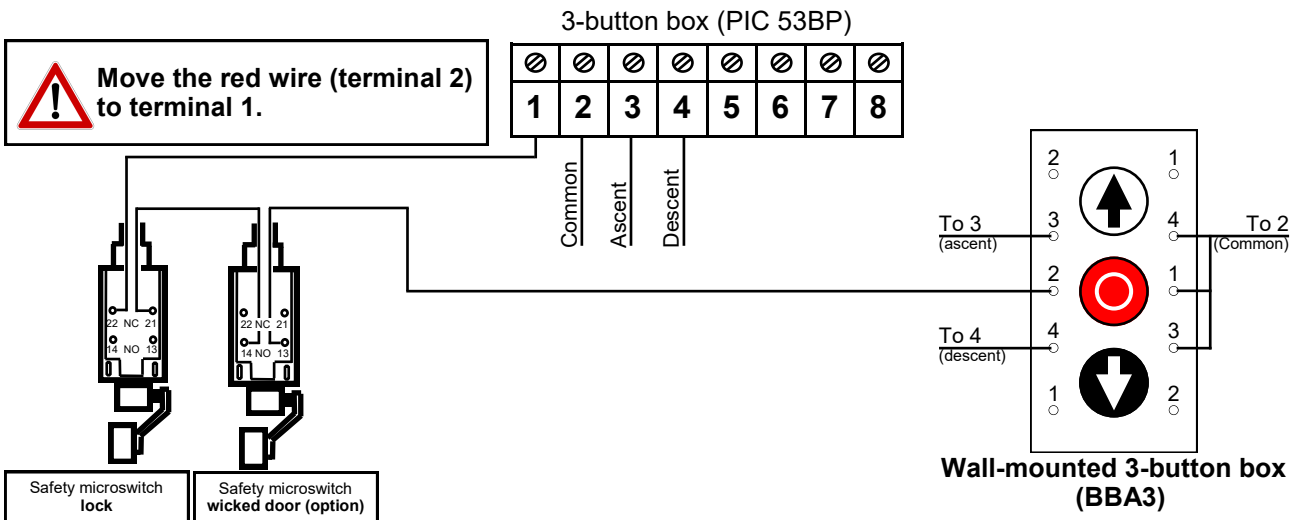 3-button box (PIC 53BP)
Move the red wire (terminal 2)
to terminal 1.
1 2 3 4 5 6 7 8
Common
Ascent
Descent
2 1
To 3 3 4 To 2
(ascent) (Common)
2 1
To 4 4 3
(descent)
1 2
22 NC 21
14 NO 13
22 NC 21
14 NO 13
Wall-mounted 3-button box
(BBA3)
Safety microswitch
lock
Safety microswitch
wicked door (option)